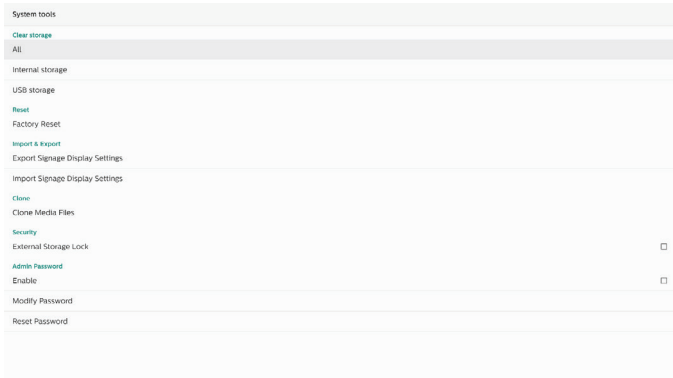 System tools
Clear storage
All
Internal storage
USB storage
Reset
Factory Reset
Import & Export
Export Signage Display Settings
Import Signage Display Settings
Clone
Clone Media Files
Security
External Storage Lock
Admin Password
Enable
Modify Password
Reset Password